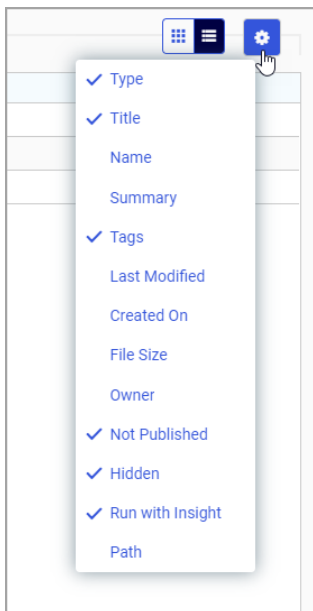 Type
Title
Name
Summary
Tags
Last Modified
Created On
File Size
Owner
Not Published
Hidden
Run with Insight
Path